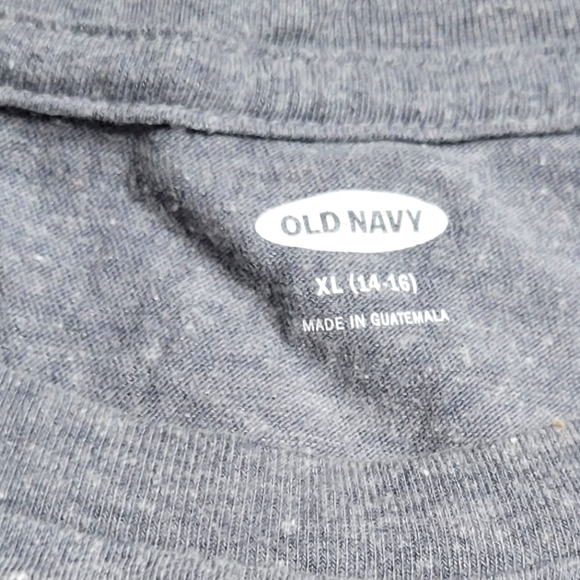 OLD NAVY
XL (14-16)
MADE IN GUATEMALA